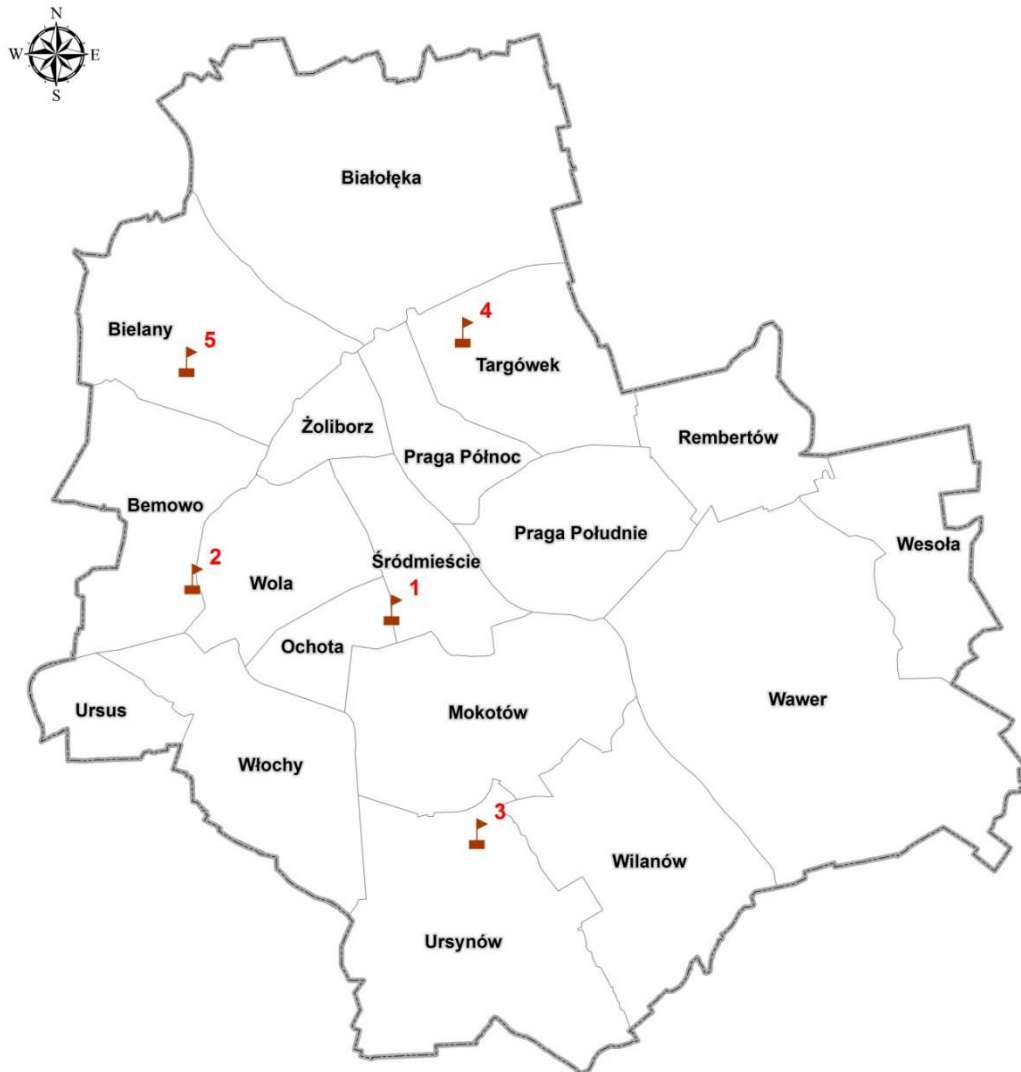 N
W E
S
Białołęka
4
5
Bielany
Targówek
Żoliborz
Rembertów
Praga Północ
Bemowo
Praga Południe
Wesoła
2
Śródmieście
Wola
1
Ochota
Wawer
Ursus
Mokotów
Włochy
3
Wilanów
Ursynów